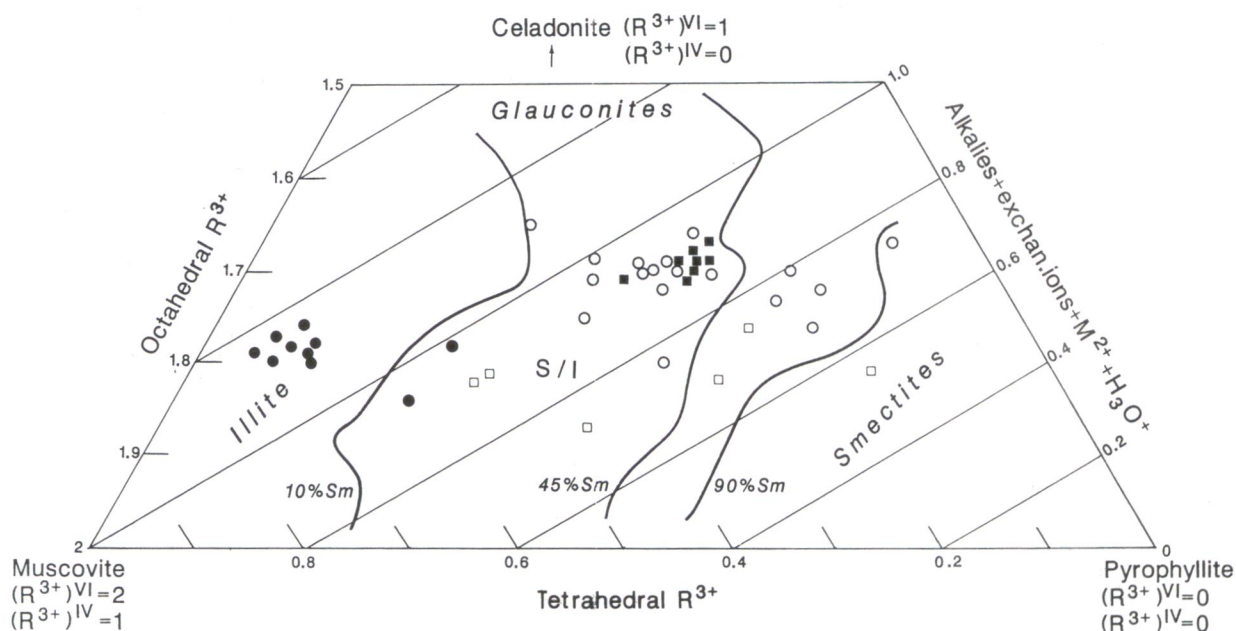 Celadonite (R³⁺)ⱽᴵ=1
(R³⁺)ᴵⱽ=0
1.5
1.0
Glauconites
Alkalies+exchan.ions+M²⁺+H₃O⁺
Octahedral R³⁺
1.6
0.8
1.7
0.6
1.8
S/I
0.4
Illite
Smectites
1.9
0.2
10%Sm
45%Sm
90%Sm
2
0.8
0.6
0.4
0.2
0
Muscovite
(R³⁺)ⱽᴵ=2
(R³⁺)ᴵⱽ=1
Tetrahedral R³⁺
Pyrophyllite
(R³⁺)ⱽᴵ=0
(R³⁺)ᴵⱽ=0